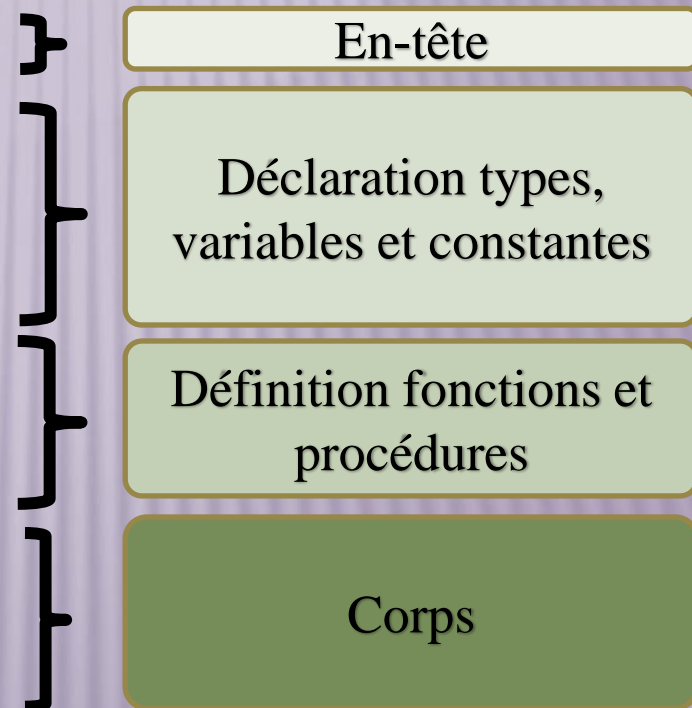 En-tête
Déclaration types,
variables et constantes
Définition fonctions et
procédures
Corps